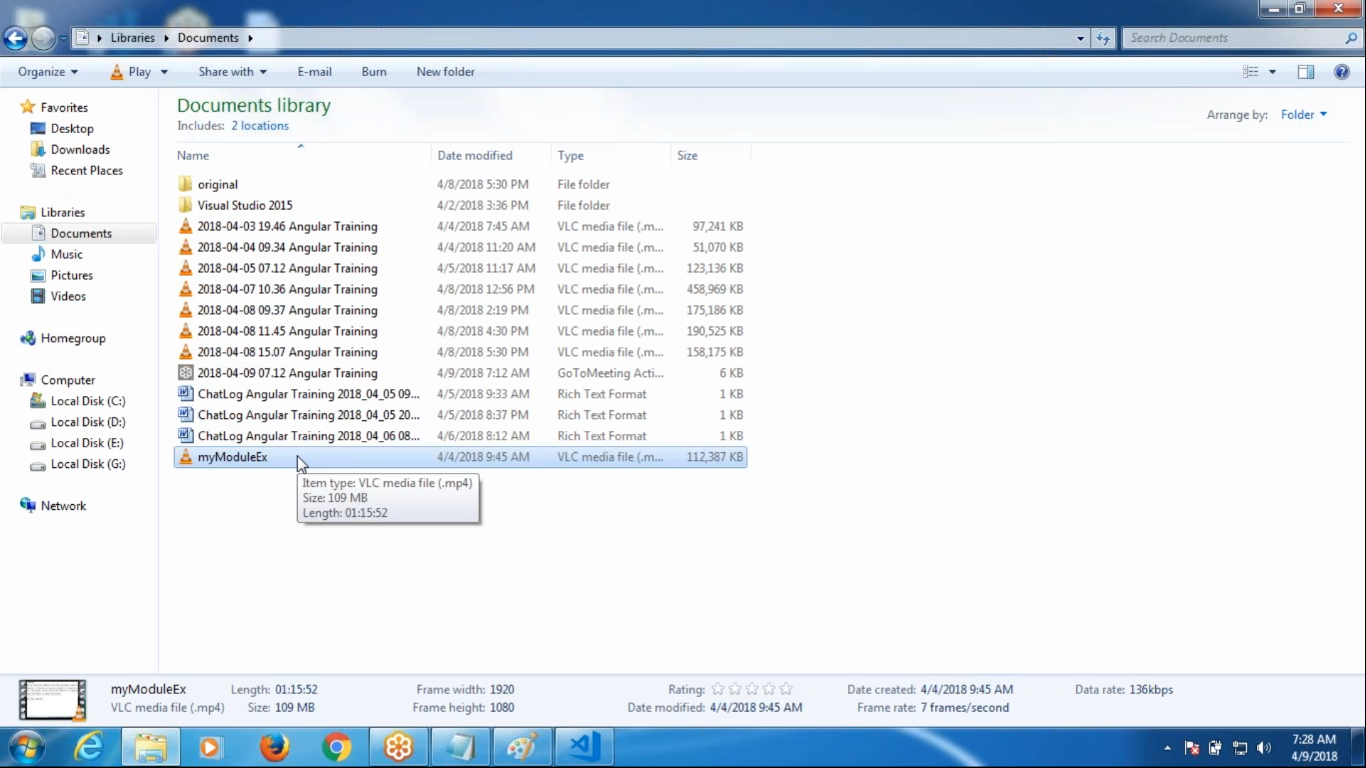 Libraries Documents
Search Documents
Organize Play Share with E-mail Burn New folder
Favorites
Desktop
Downloads
Recent Places
Libraries
Documents
Music
Pictures
Videos
Homegroup
Computer
Local Disk (C:)
Local Disk (D:)
Local Disk (E:)
Local Disk (G:)
Network
Documents library
Includes: 2 locations
Arrange by: Folder
Name Date modified Type Size
original 4/8/2018 5:30 PM File folder
Visual Studio 2015 4/2/2018 3:36 PM File folder
2018-04-03 19.46 Angular Training 4/4/2018 7:45 AM VLC media file (.m... 97,241 KB
2018-04-04 09.34 Angular Training 4/4/2018 11:20 AM VLC media file (.m... 51,070 KB
2018-04-05 07.12 Angular Training 4/5/2018 11:17 AM VLC media file (.m... 123,136 KB
2018-04-07 10.36 Angular Training 4/8/2018 12:56 PM VLC media file (.m... 458,969 KB
2018-04-08 09.37 Angular Training 4/8/2018 2:19 PM VLC media file (.m... 175,186 KB
2018-04-08 11.45 Angular Training 4/8/2018 4:30 PM VLC media file (.m... 190,525 KB
2018-04-08 15.07 Angular Training 4/8/2018 5:30 PM VLC media file (.m... 158,175 KB
2018-04-09 07.12 Angular Training 4/9/2018 7:12 AM GoToMeeting Acti... 6 KB
ChatLog Angular Training 2018_04_05 09... 4/5/2018 9:33 AM Rich Text Format 1 KB
ChatLog Angular Training 2018_04_05 20... 4/5/2018 8:37 PM Rich Text Format 1 KB
ChatLog Angular Training 2018_04_06 08... 4/6/2018 8:12 AM Rich Text Format 1 KB
myModuleEx 4/4/2018 9:45 AM VLC media file (.m... 112,387 KB
Item type: VLC media file (.mp4)
Size: 109 MB
Length: 01:15:52
myModuleEx Length: 01:15:52 Frame width: 1920 Rating: Date created: 4/4/2018 9:45 AM Data rate: 136kbps
VLC media file (.mp4) Size: 109 MB Frame height: 1080 Date modified: 4/4/2018 9:45 AM Frame rate: 7 frames/second
7:28 AM
4/9/2018